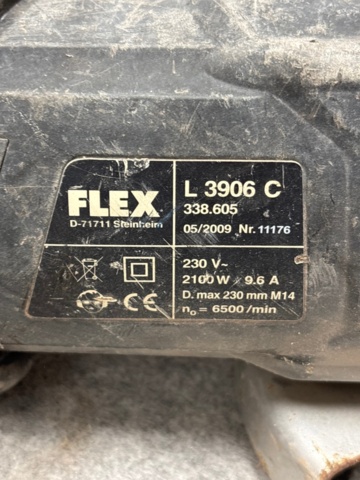 FLEX
D-71711 Steinheim
L 3906 C
338.605
05/2009 Nr. 11176
230 V~
2100 W 9.6 A
D. max 230 mm M14
n₀ = 6500 /min
CE